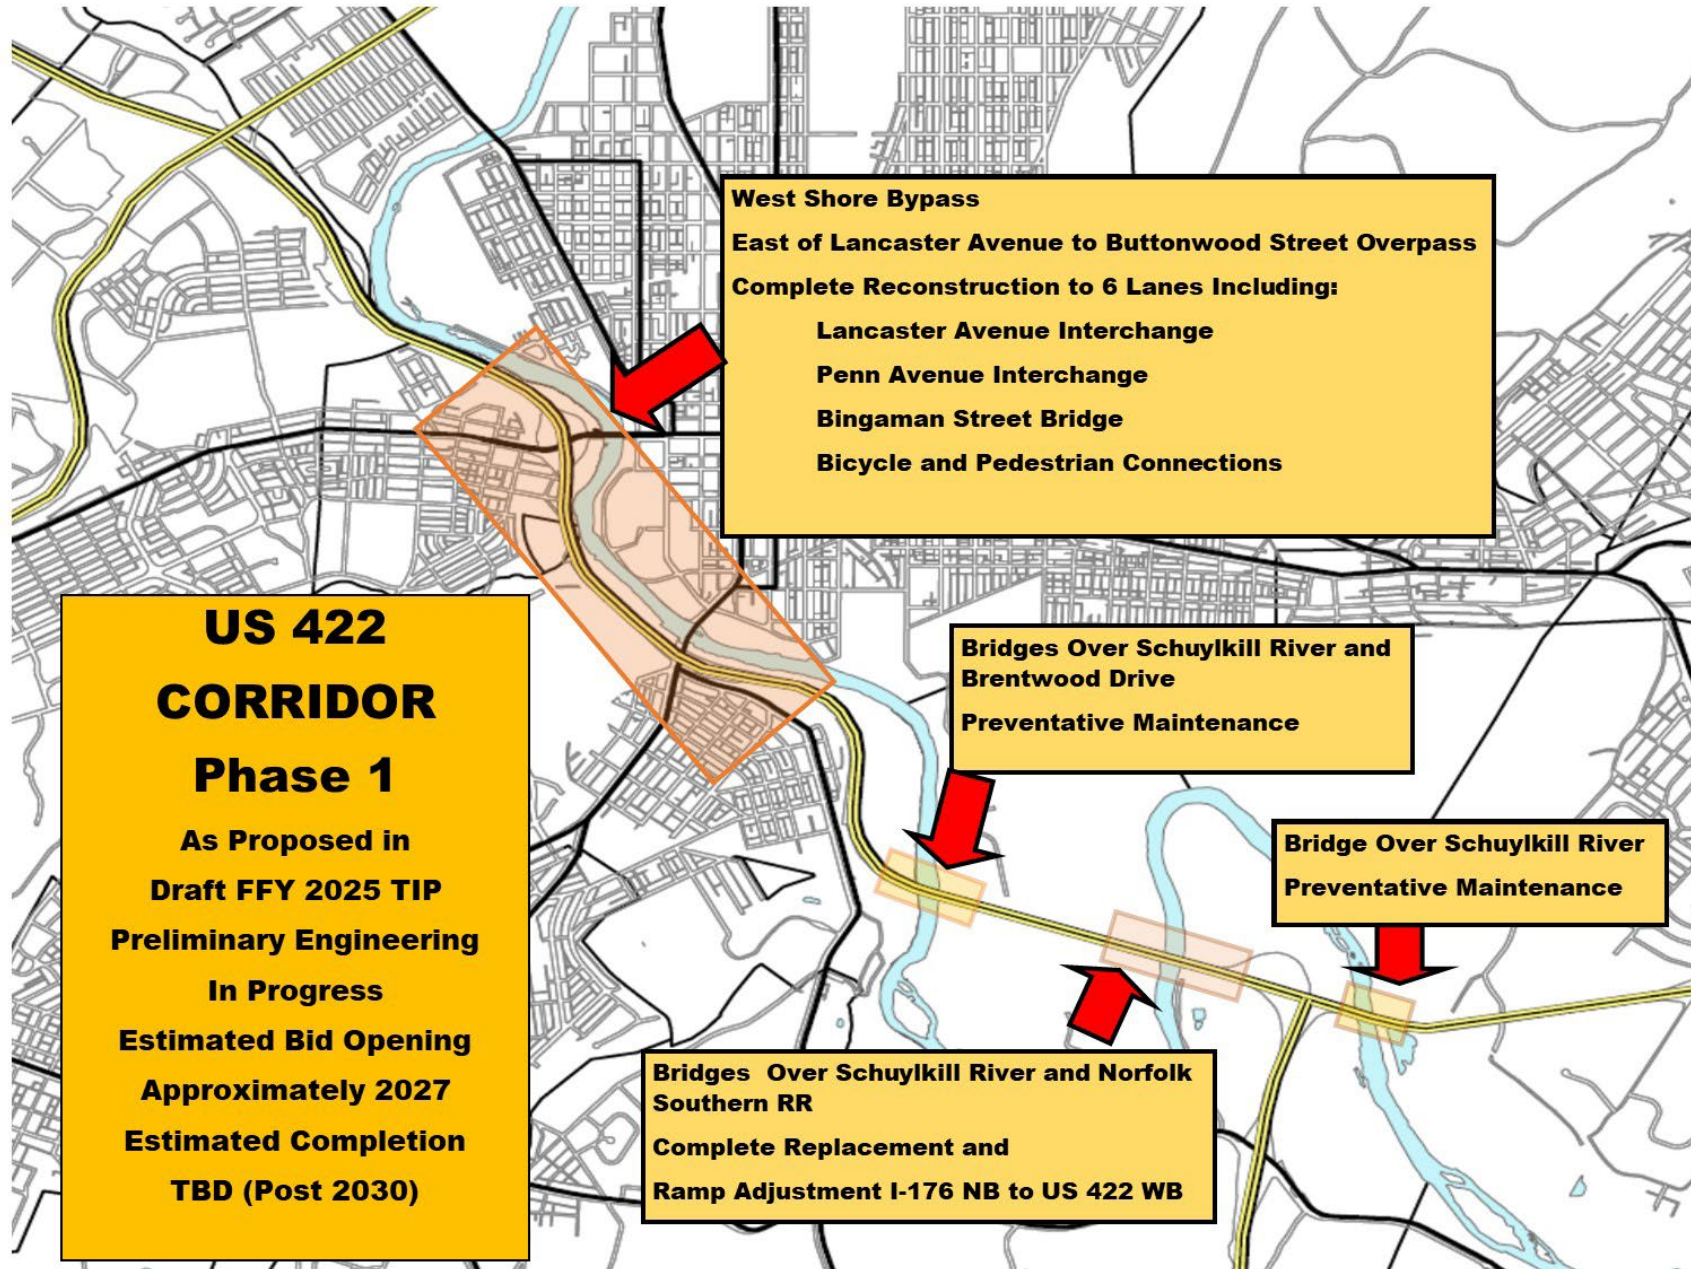 West Shore Bypass
East of Lancaster Avenue to Buttonwood Street Overpass
Complete Reconstruction to 6 Lanes Including:
Lancaster Avenue Interchange
Penn Avenue Interchange
Bingaman Street Bridge
Bicycle and Pedestrian Connections
US 422
CORRIDOR
Phase 1
As Proposed in
Draft FFY 2025 TIP
Preliminary Engineering
In Progress
Estimated Bid Opening
Approximately 2027
Estimated Completion
TBD (Post 2030)
Bridges Over Schuylkill River and
Brentwood Drive
Preventative Maintenance
Bridge Over Schuylkill River
Preventative Maintenance
Bridges Over Schuylkill River and Norfolk
Southern RR
Complete Replacement and
Ramp Adjustment I-176 NB to US 422 WB